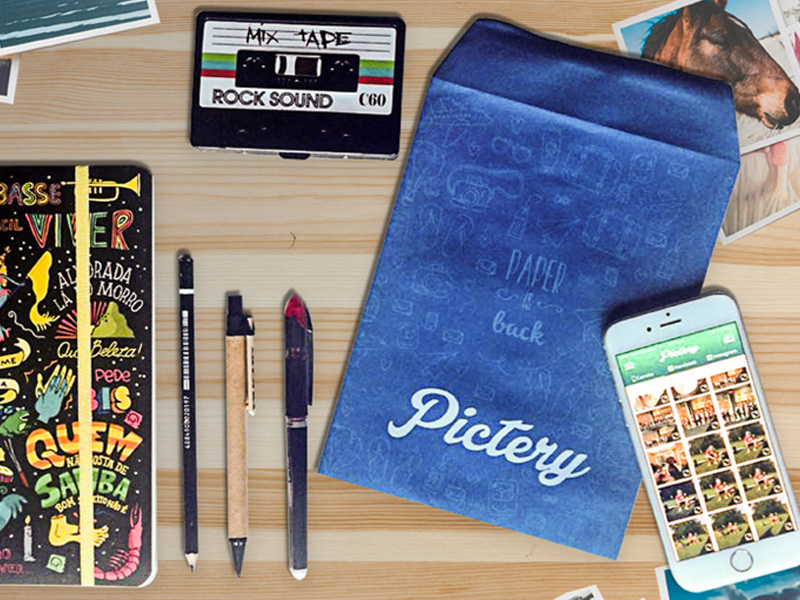 MIX TAPE
ROCK SOUND C60
BASSE
VIVER
ALVORADA
LÁ NO MORRO
Que Beleza!
PEDE
BIS
QUEM
NÃO GOSTA DE
SAMBA
BOM SUJEITO NÃO É
PAPER
is
back
Pictery
Pictery